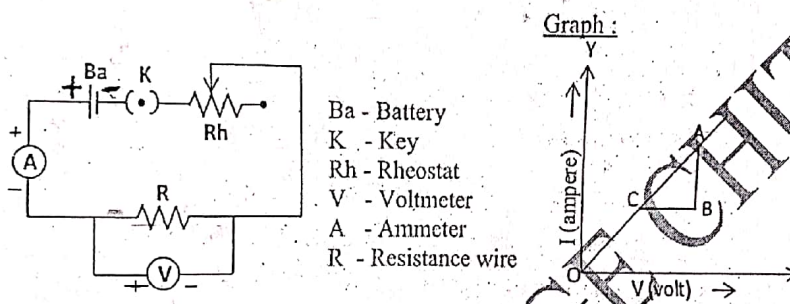 Graph :
Y
Ba
K
+
-
Rh
+
A
-
R
V
+
-
Ba - Battery
K - Key
Rh - Rheostat
V - Voltmeter
A - Ammeter
R - Resistance wire
I (ampere)
A
C
B
O
V (volt)